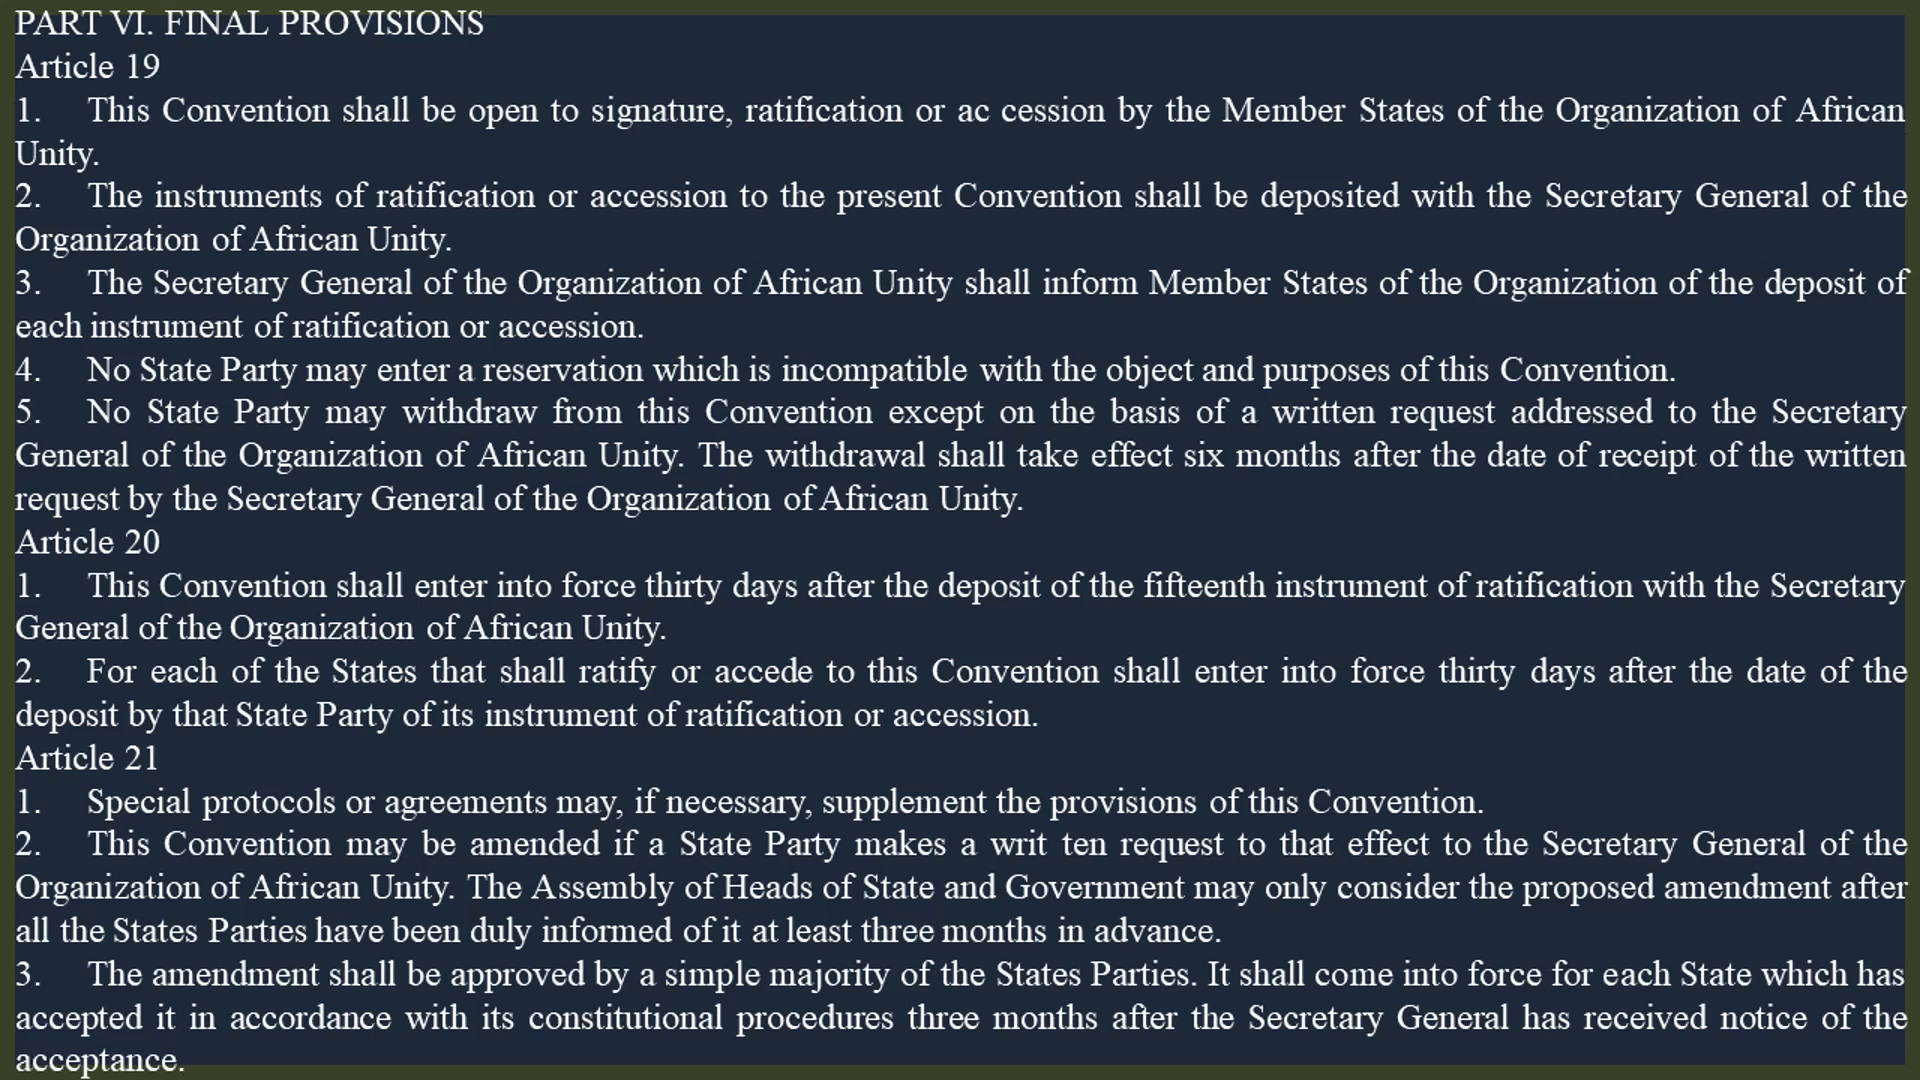 PART VI. FINAL PROVISIONS
Article 19
1. This Convention shall be open to signature, ratification or ac cession by the Member States of the Organization of African
Unity.
2. The instruments of ratification or accession to the present Convention shall be deposited with the Secretary General of the
Organization of African Unity.
3. The Secretary General of the Organization of African Unity shall inform Member States of the Organization of the deposit of
each instrument of ratification or accession.
4. No State Party may enter a reservation which is incompatible with the object and purposes of this Convention.
5. No State Party may withdraw from this Convention except on the basis of a written request addressed to the Secretary
General of the Organization of African Unity. The withdrawal shall take effect six months after the date of receipt of the written
request by the Secretary General of the Organization of African Unity.
Article 20
1. This Convention shall enter into force thirty days after the deposit of the fifteenth instrument of ratification with the Secretary
General of the Organization of African Unity.
2. For each of the States that shall ratify or accede to this Convention shall enter into force thirty days after the date of the
deposit by that State Party of its instrument of ratification or accession.
Article 21
1. Special protocols or agreements may, if necessary, supplement the provisions of this Convention.
2. This Convention may be amended if a State Party makes a writ ten request to that effect to the Secretary General of the
Organization of African Unity. The Assembly of Heads of State and Government may only consider the proposed amendment after
all the States Parties have been duly informed of it at least three months in advance.
3. The amendment shall be approved by a simple majority of the States Parties. It shall come into force for each State which has
accepted it in accordance with its constitutional procedures three months after the Secretary General has received notice of the
acceptance.